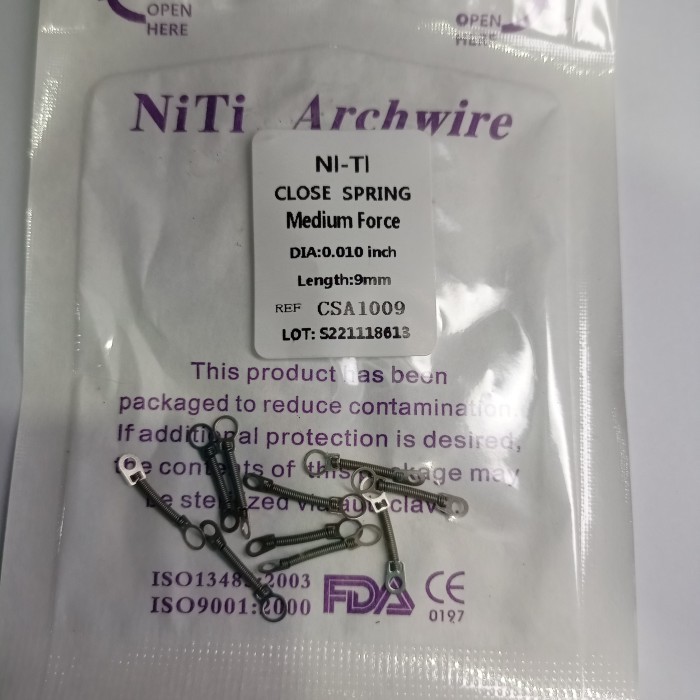 OPEN
HERE
OPEN
HERE
NiTi Archwire
NI-TI
CLOSE SPRING
Medium Force
DIA:0.010 inch
Length:9mm
REF CSA1009
LOT: S221118613
This product has been
packaged to reduce contamination.
If additional protection is desired,
the contents of this package may
be sterilized via autoclave.
ISO13485:2003
ISO9001:2000
FDA
CE
0197